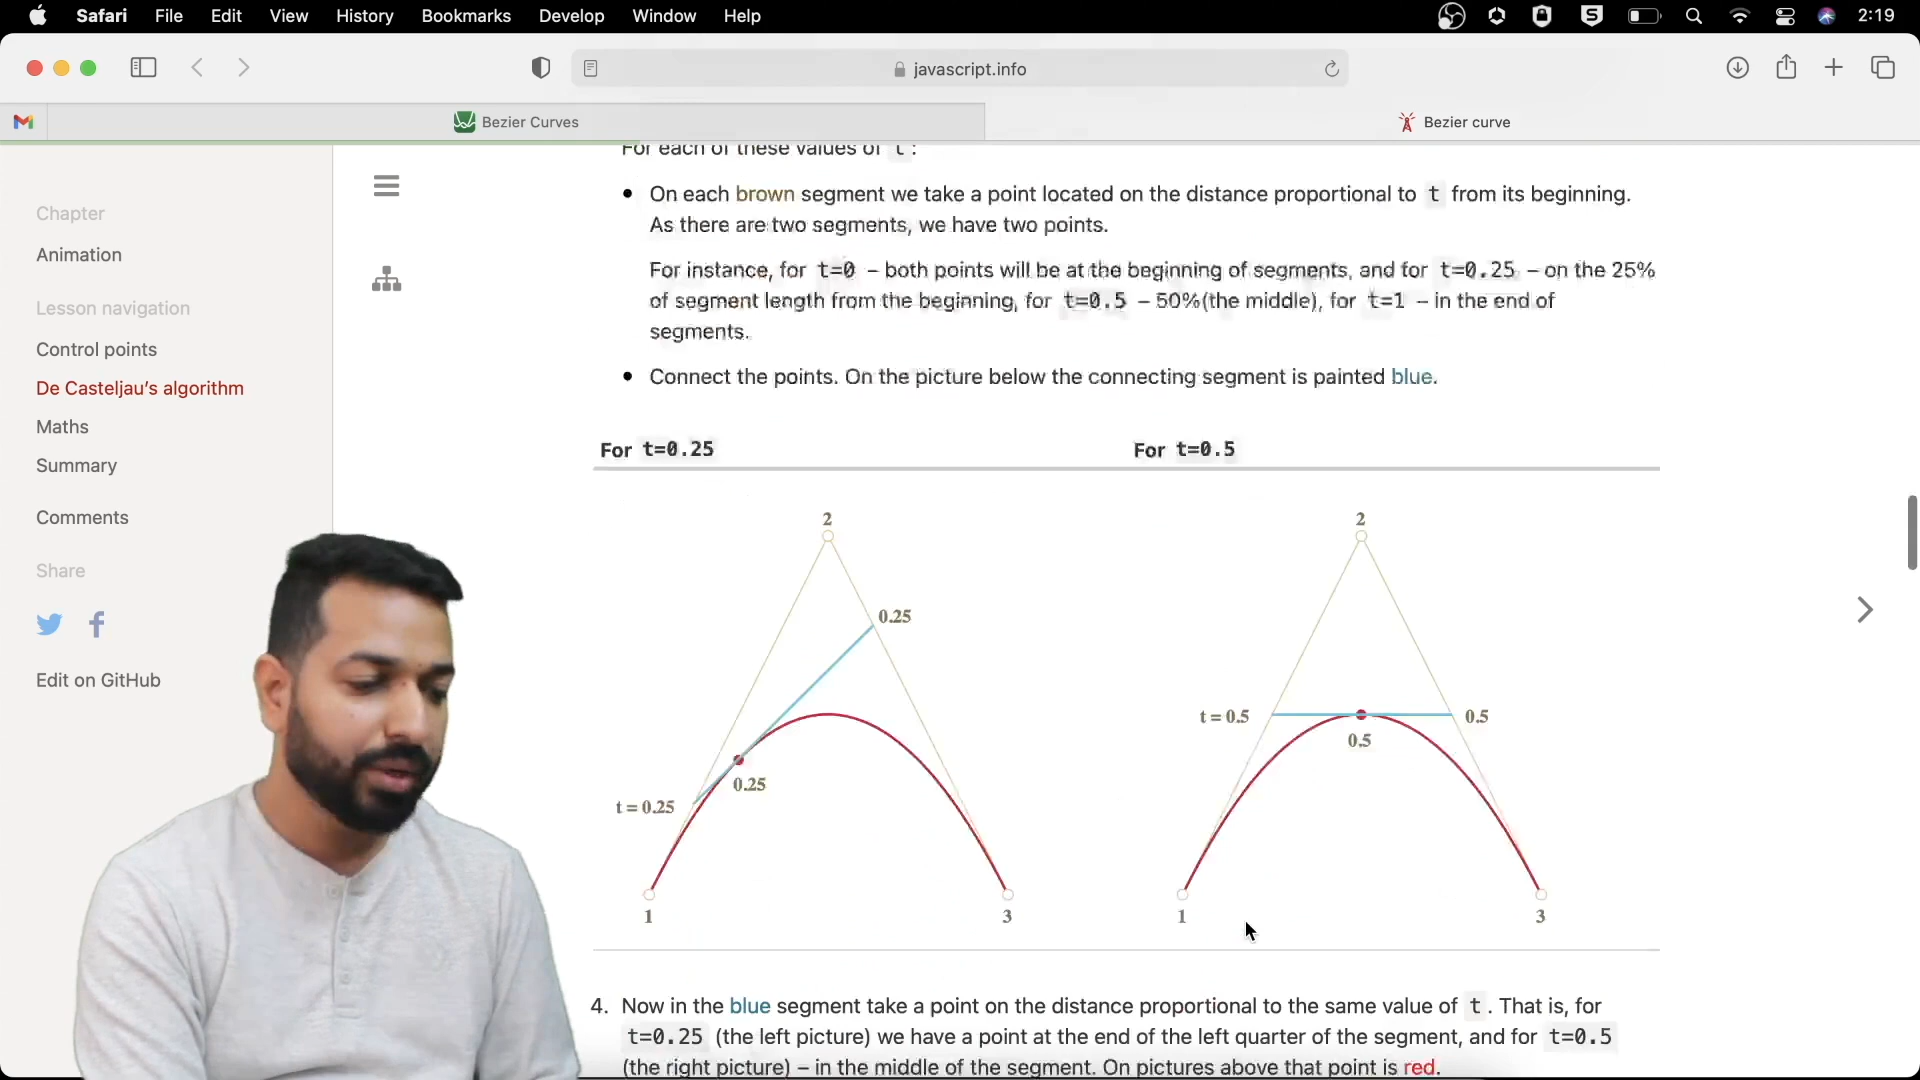 Safari File Edit View History Bookmarks Develop Window Help 2:19
javascript.info
Bezier Curves
Bezier curve
Chapter
Animation
Lesson navigation
Control points
De Casteljau's algorithm
Maths
Summary
Comments
Share
Edit on GitHub
For each of these values of t:
On each brown segment we take a point located on the distance proportional to t from its beginning.
As there are two segments, we have two points.
For instance, for t=0 – both points will be at the beginning of segments, and for t=0.25 – on the 25%
of segment length from the beginning, for t=0.5 – 50%(the middle), for t=1 – in the end of
segments.
Connect the points. On the picture below the connecting segment is painted blue.
For t=0.25
For t=0.5
2
0.25
0.25
t = 0.25
1
3
2
t = 0.5
0.5
0.5
1
3
4. Now in the blue segment take a point on the distance proportional to the same value of t. That is, for
t=0.25 (the left picture) we have a point at the end of the left quarter of the segment, and for t=0.5
(the right picture) – in the middle of the segment. On pictures above that point is red.